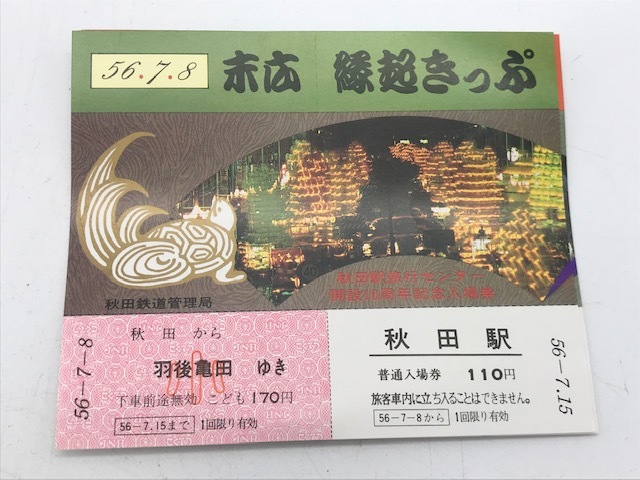 56.7.8
末広 縁起きっぷ
秋田駅旅行センター
開設10周年記念入場券
秋田鉄道管理局
56-7-8
秋田から
羽後亀田 ゆき
小
下車前途無効 こども170円
56-7.15まで 1回限り有効
秋田駅
普通入場券 110円
旅客車内に立ち入ることはできません。
56-7-8から 1回限り有効
56-7.15